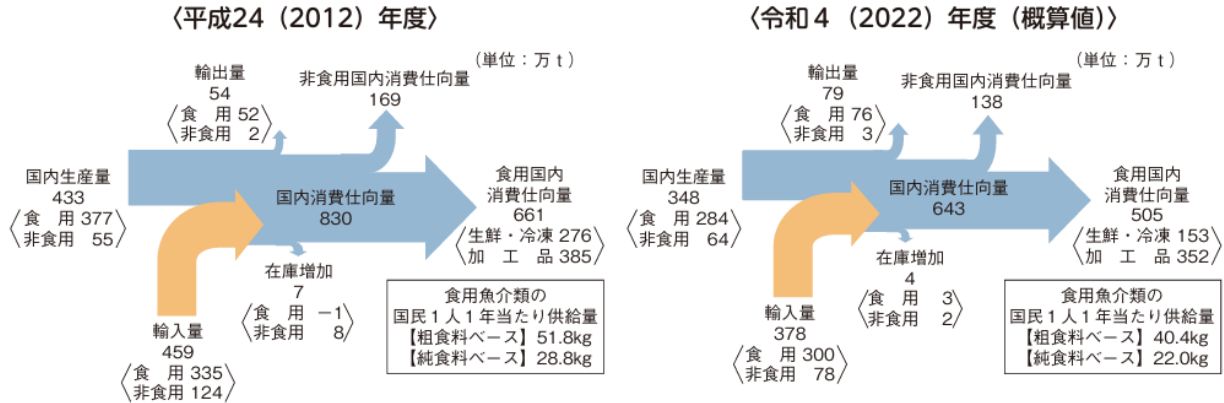 〈平成24（2012）年度〉
（単位：万ｔ）
輸出量
54
〈食　用 52
非食用　2〉
非食用国内消費仕向量
169
国内生産量
433
〈食　用 377
非食用　55〉
国内消費仕向量
830
食用国内
消費仕向量
661
〈生鮮・冷凍 276
加　工　品 385〉
在庫増加
7
〈食　用 －1
非食用　8〉
輸入量
459
〈食　用 335
非食用 124〉
食用魚介類の
国民１人１年当たり供給量
【粗食料ベース】51.8kg
【純食料ベース】28.8kg
〈令和４（2022）年度（概算値）〉
（単位：万ｔ）
輸出量
79
〈食　用 76
非食用　3〉
非食用国内消費仕向量
138
国内生産量
348
〈食　用 284
非食用　64〉
国内消費仕向量
643
食用国内
消費仕向量
505
〈生鮮・冷凍 153
加　工　品 352〉
在庫増加
4
〈食　用　3
非食用　2〉
輸入量
378
〈食　用 300
非食用　78〉
食用魚介類の
国民１人１年当たり供給量
【粗食料ベース】40.4kg
【純食料ベース】22.0kg